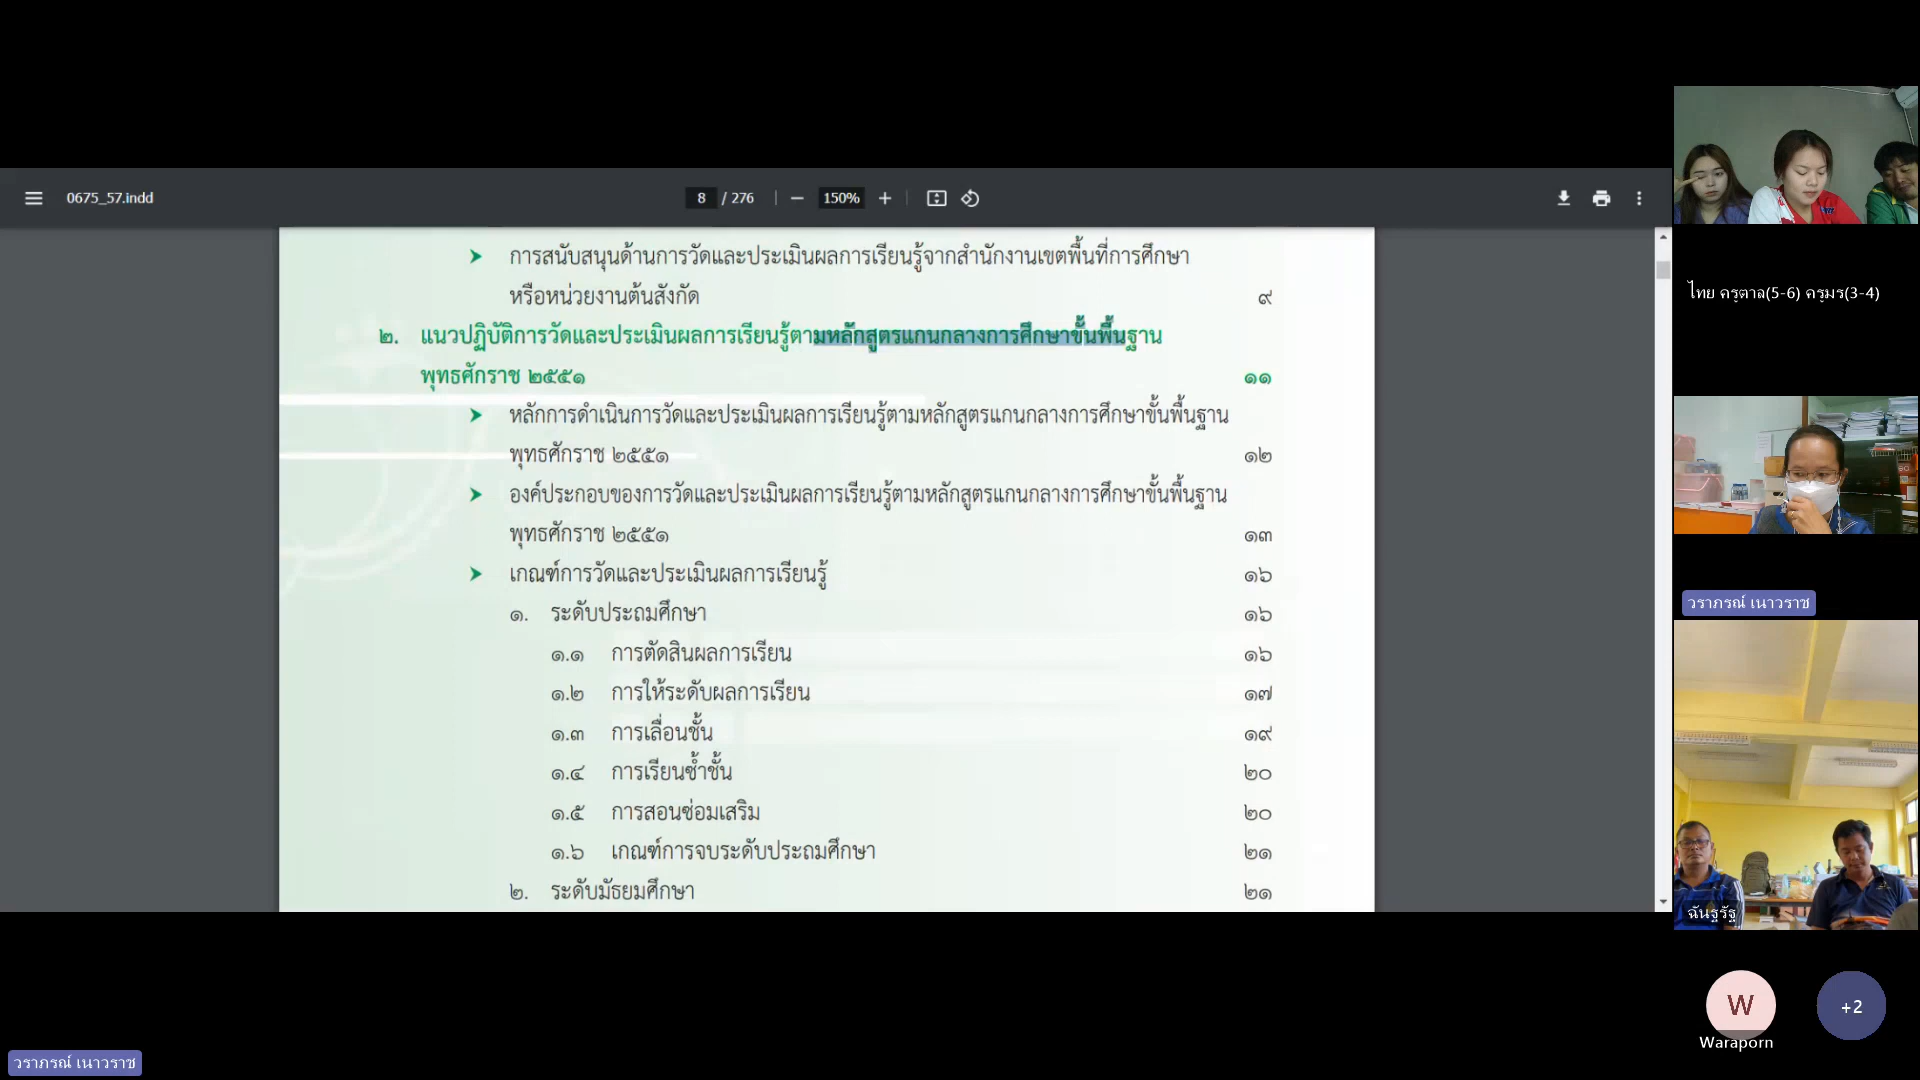 0675_57.indd
8 / 276
150%
การสนับสนุนด้านการวัดและประเมินผลการเรียนรู้จากสำนักงานเขตพื้นที่การศึกษา
หรือหน่วยงานต้นสังกัด ๙
๒. แนวปฏิบัติการวัดและประเมินผลการเรียนรู้ตามหลักสูตรแกนกลางการศึกษาขั้นพื้นฐาน
พุทธศักราช ๒๕๕๑ ๑๑
หลักการดำเนินการวัดและประเมินผลการเรียนรู้ตามหลักสูตรแกนกลางการศึกษาขั้นพื้นฐาน
พุทธศักราช ๒๕๕๑ ๑๒
องค์ประกอบของการวัดและประเมินผลการเรียนรู้ตามหลักสูตรแกนกลางการศึกษาขั้นพื้นฐาน
พุทธศักราช ๒๕๕๑ ๑๓
เกณฑ์การวัดและประเมินผลการเรียนรู้ ๑๖
๑. ระดับประถมศึกษา ๑๖
๑.๑ การตัดสินผลการเรียน ๑๖
๑.๒ การให้ระดับผลการเรียน ๑๗
๑.๓ การเลื่อนชั้น ๑๙
๑.๔ การเรียนซ้ำชั้น ๒๐
๑.๕ การสอนซ่อมเสริม ๒๐
๑.๖ เกณฑ์การจบระดับประถมศึกษา ๒๑
๒. ระดับมัธยมศึกษา ๒๑
ไทย ครูตาล(5-6) ครูมร(3-4)
วราภรณ์ เนาวราช
ฉันฐรัฐ
W
+2
Waraporn
วราภรณ์ เนาวราช